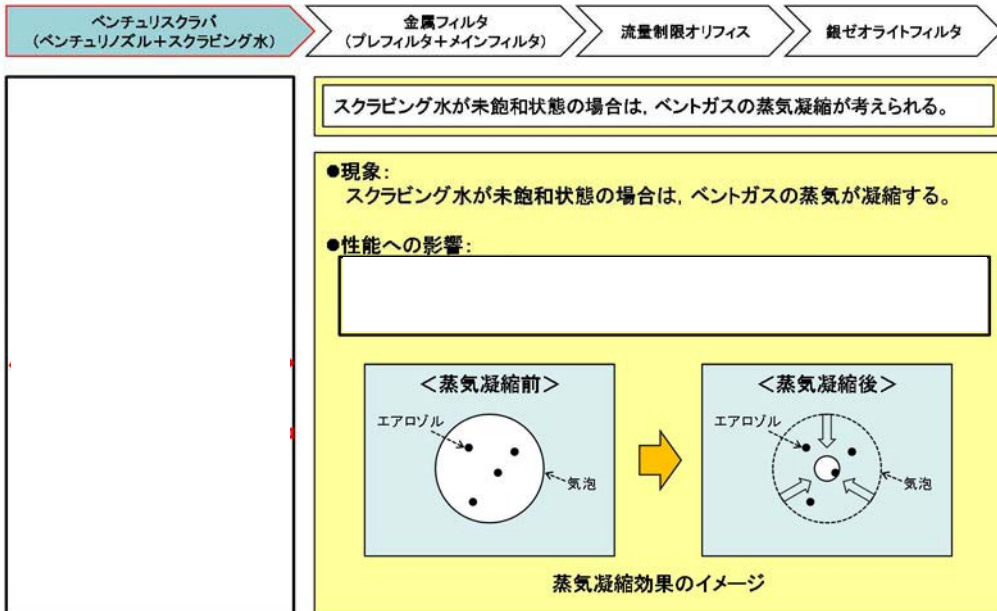 ベンチュリスクラバ
(ベンチュリノズル+スクラビング水)
金属フィルタ
(プレフィルタ+メインフィルタ)
流量制限オリフィス
銀ゼオライトフィルタ
スクラビング水が未飽和状態の場合は，ベントガスの蒸気凝縮が考えられる。
●現象：
スクラビング水が未飽和状態の場合は，ベントガスの蒸気が凝縮する。
●性能への影響：
＜蒸気凝縮前＞
エアロゾル
気泡
＜蒸気凝縮後＞
エアロゾル
気泡
蒸気凝縮効果のイメージ